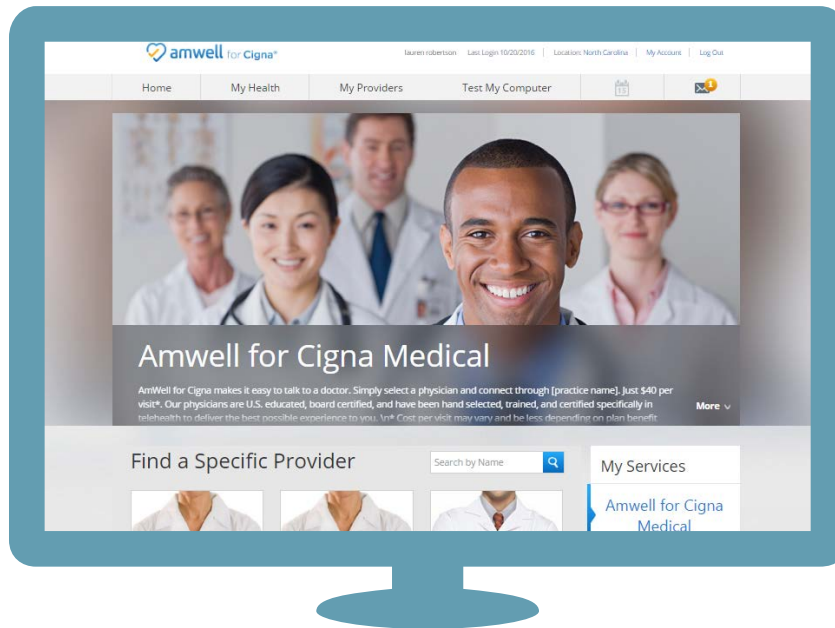 amwell for Cigna*
lauren robertson Last Login 10/20/2016 | Location: North Carolina | My Account | Log Out
Home My Health My Providers Test My Computer 15 1
Amwell for Cigna Medical
AmWell for Cigna makes it easy to talk to a doctor. Simply select a physician and connect through [practice name]. Just $40 per
visit*. Our physicians are U.S. educated, board certified, and have been hand selected, trained, and certified specifically in
telehealth to deliver the best possible experience to you. \n* Cost per visit may vary and be less depending on plan benefit
More
Find a Specific Provider
Search by Name
My Services
Amwell for Cigna
Medical